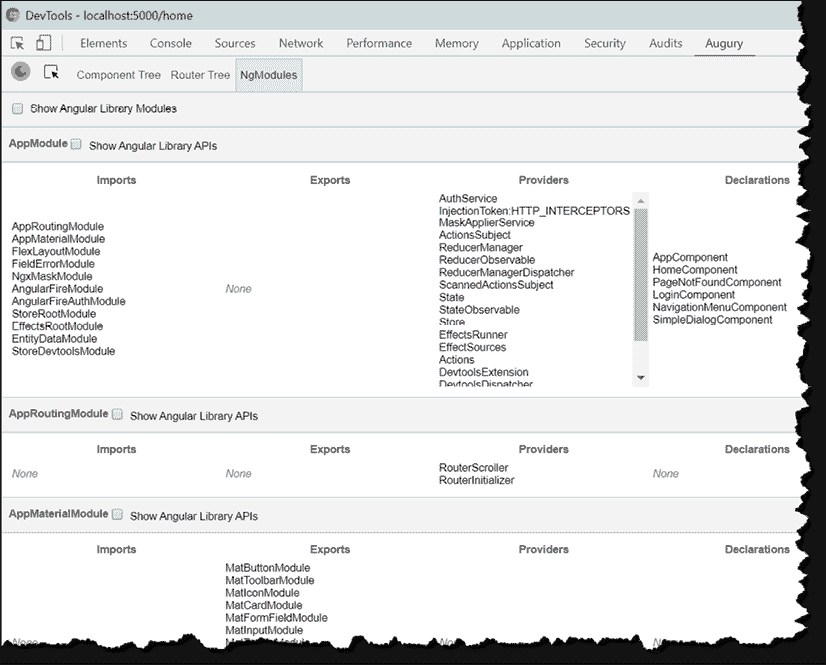 DevTools - localhost:5000/home
Elements Console Sources Network Performance Memory Application Security Audits Augury
Component Tree Router Tree NgModules
Show Angular Library Modules
AppModule Show Angular Library APIs
Imports Exports Providers Declarations
AppRoutingModule
AppMaterialModule
FlexLayoutModule
FieldErrorModule
NgxMaskModule
AngularFireModule
AngularFireAuthModule
StoreRootModule
EffectsRootModule
EntityDataModule
StoreDevtoolsModule
None
AuthService
InjectionToken:HTTP_INTERCEPTORS
MaskApplierService
ActionsSubject
ReducerManager
ReducerObservable
ReducerManagerDispatcher
ScannedActionsSubject
State
StateObservable
Store
EffectsRunner
EffectSources
Actions
DevtoolsExtension
DevtoolsDispatcher
AppComponent
HomeComponent
PageNotFoundComponent
LoginComponent
NavigationMenuComponent
SimpleDialogComponent
AppRoutingModule Show Angular Library APIs
Imports Exports Providers Declarations
None
None
RouterScroller
RouterInitializer
None
AppMaterialModule Show Angular Library APIs
Imports Exports Providers Declarations
None
MatButtonModule
MatToolbarModule
MatIconModule
MatCardModule
MatFormFieldModule
MatInputModule